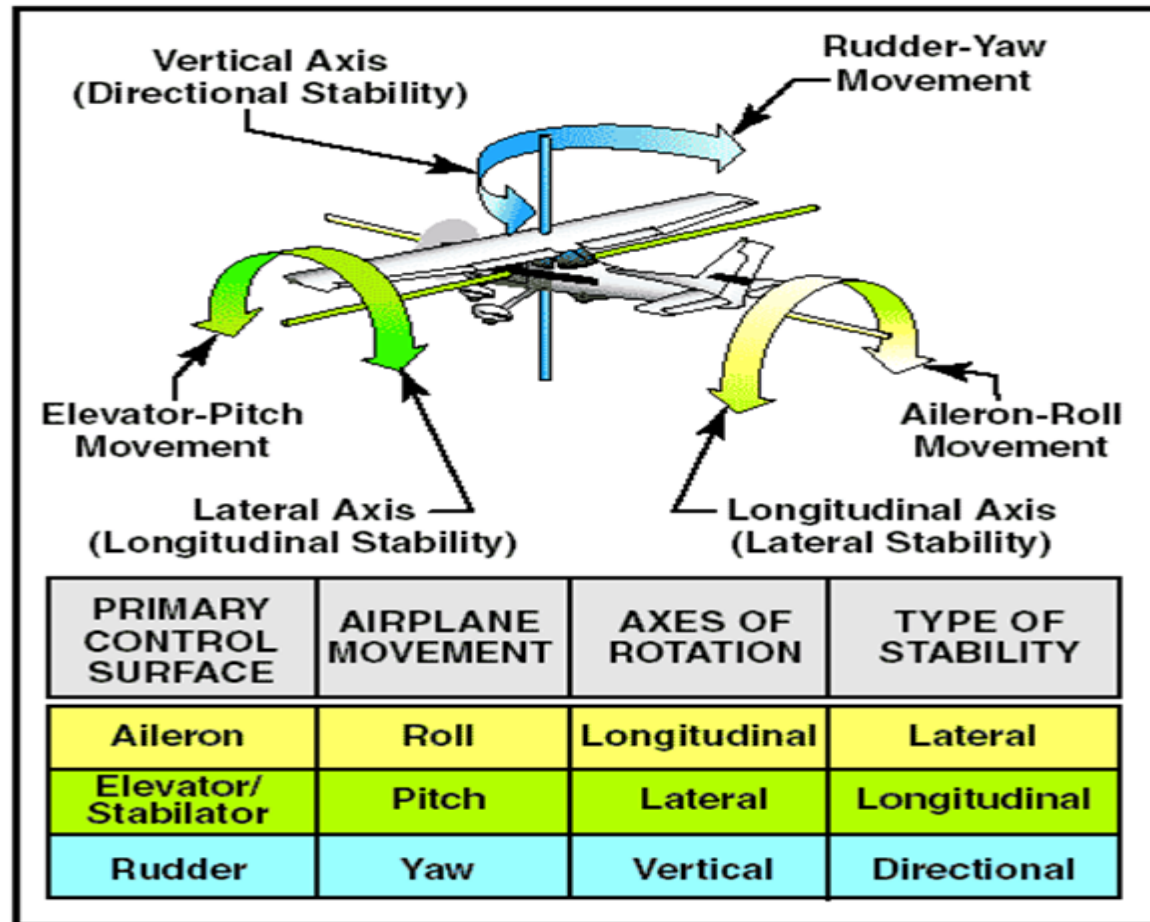 Vertical Axis
(Directional Stability)
Rudder-Yaw
Movement
Elevator-Pitch
Movement
Aileron-Roll
Movement
Lateral Axis
(Longitudinal Stability)
Longitudinal Axis
(Lateral Stability)
PRIMARY
CONTROL
SURFACE
AIRPLANE
MOVEMENT
AXES OF
ROTATION
TYPE OF
STABILITY
Aileron Roll Longitudinal Lateral
Elevator/
Stabilator
Pitch Lateral Longitudinal
Rudder Yaw Vertical Directional